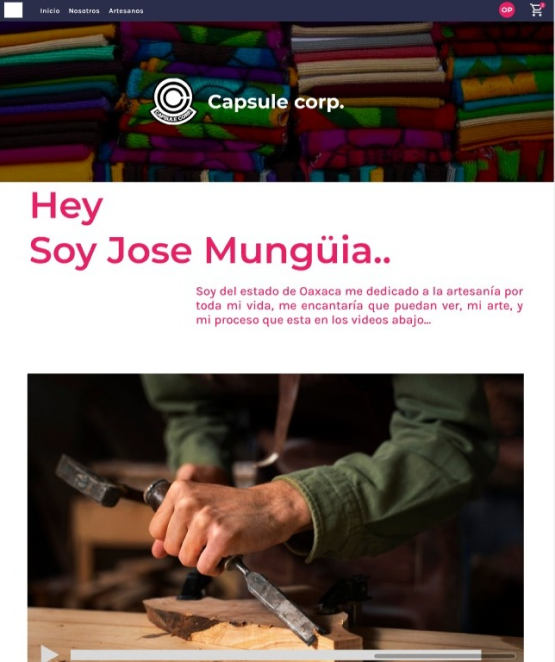 Inicio Nosotros Artesanos
OP
CAPSULE CORP.
Capsule corp.
Hey
Soy Jose Mungüia..
Soy del estado de Oaxaca me dedicado a la artesanía por
toda mi vida, me encantaría que puedan ver, mi arte, y
mi proceso que esta en los videos abajo...